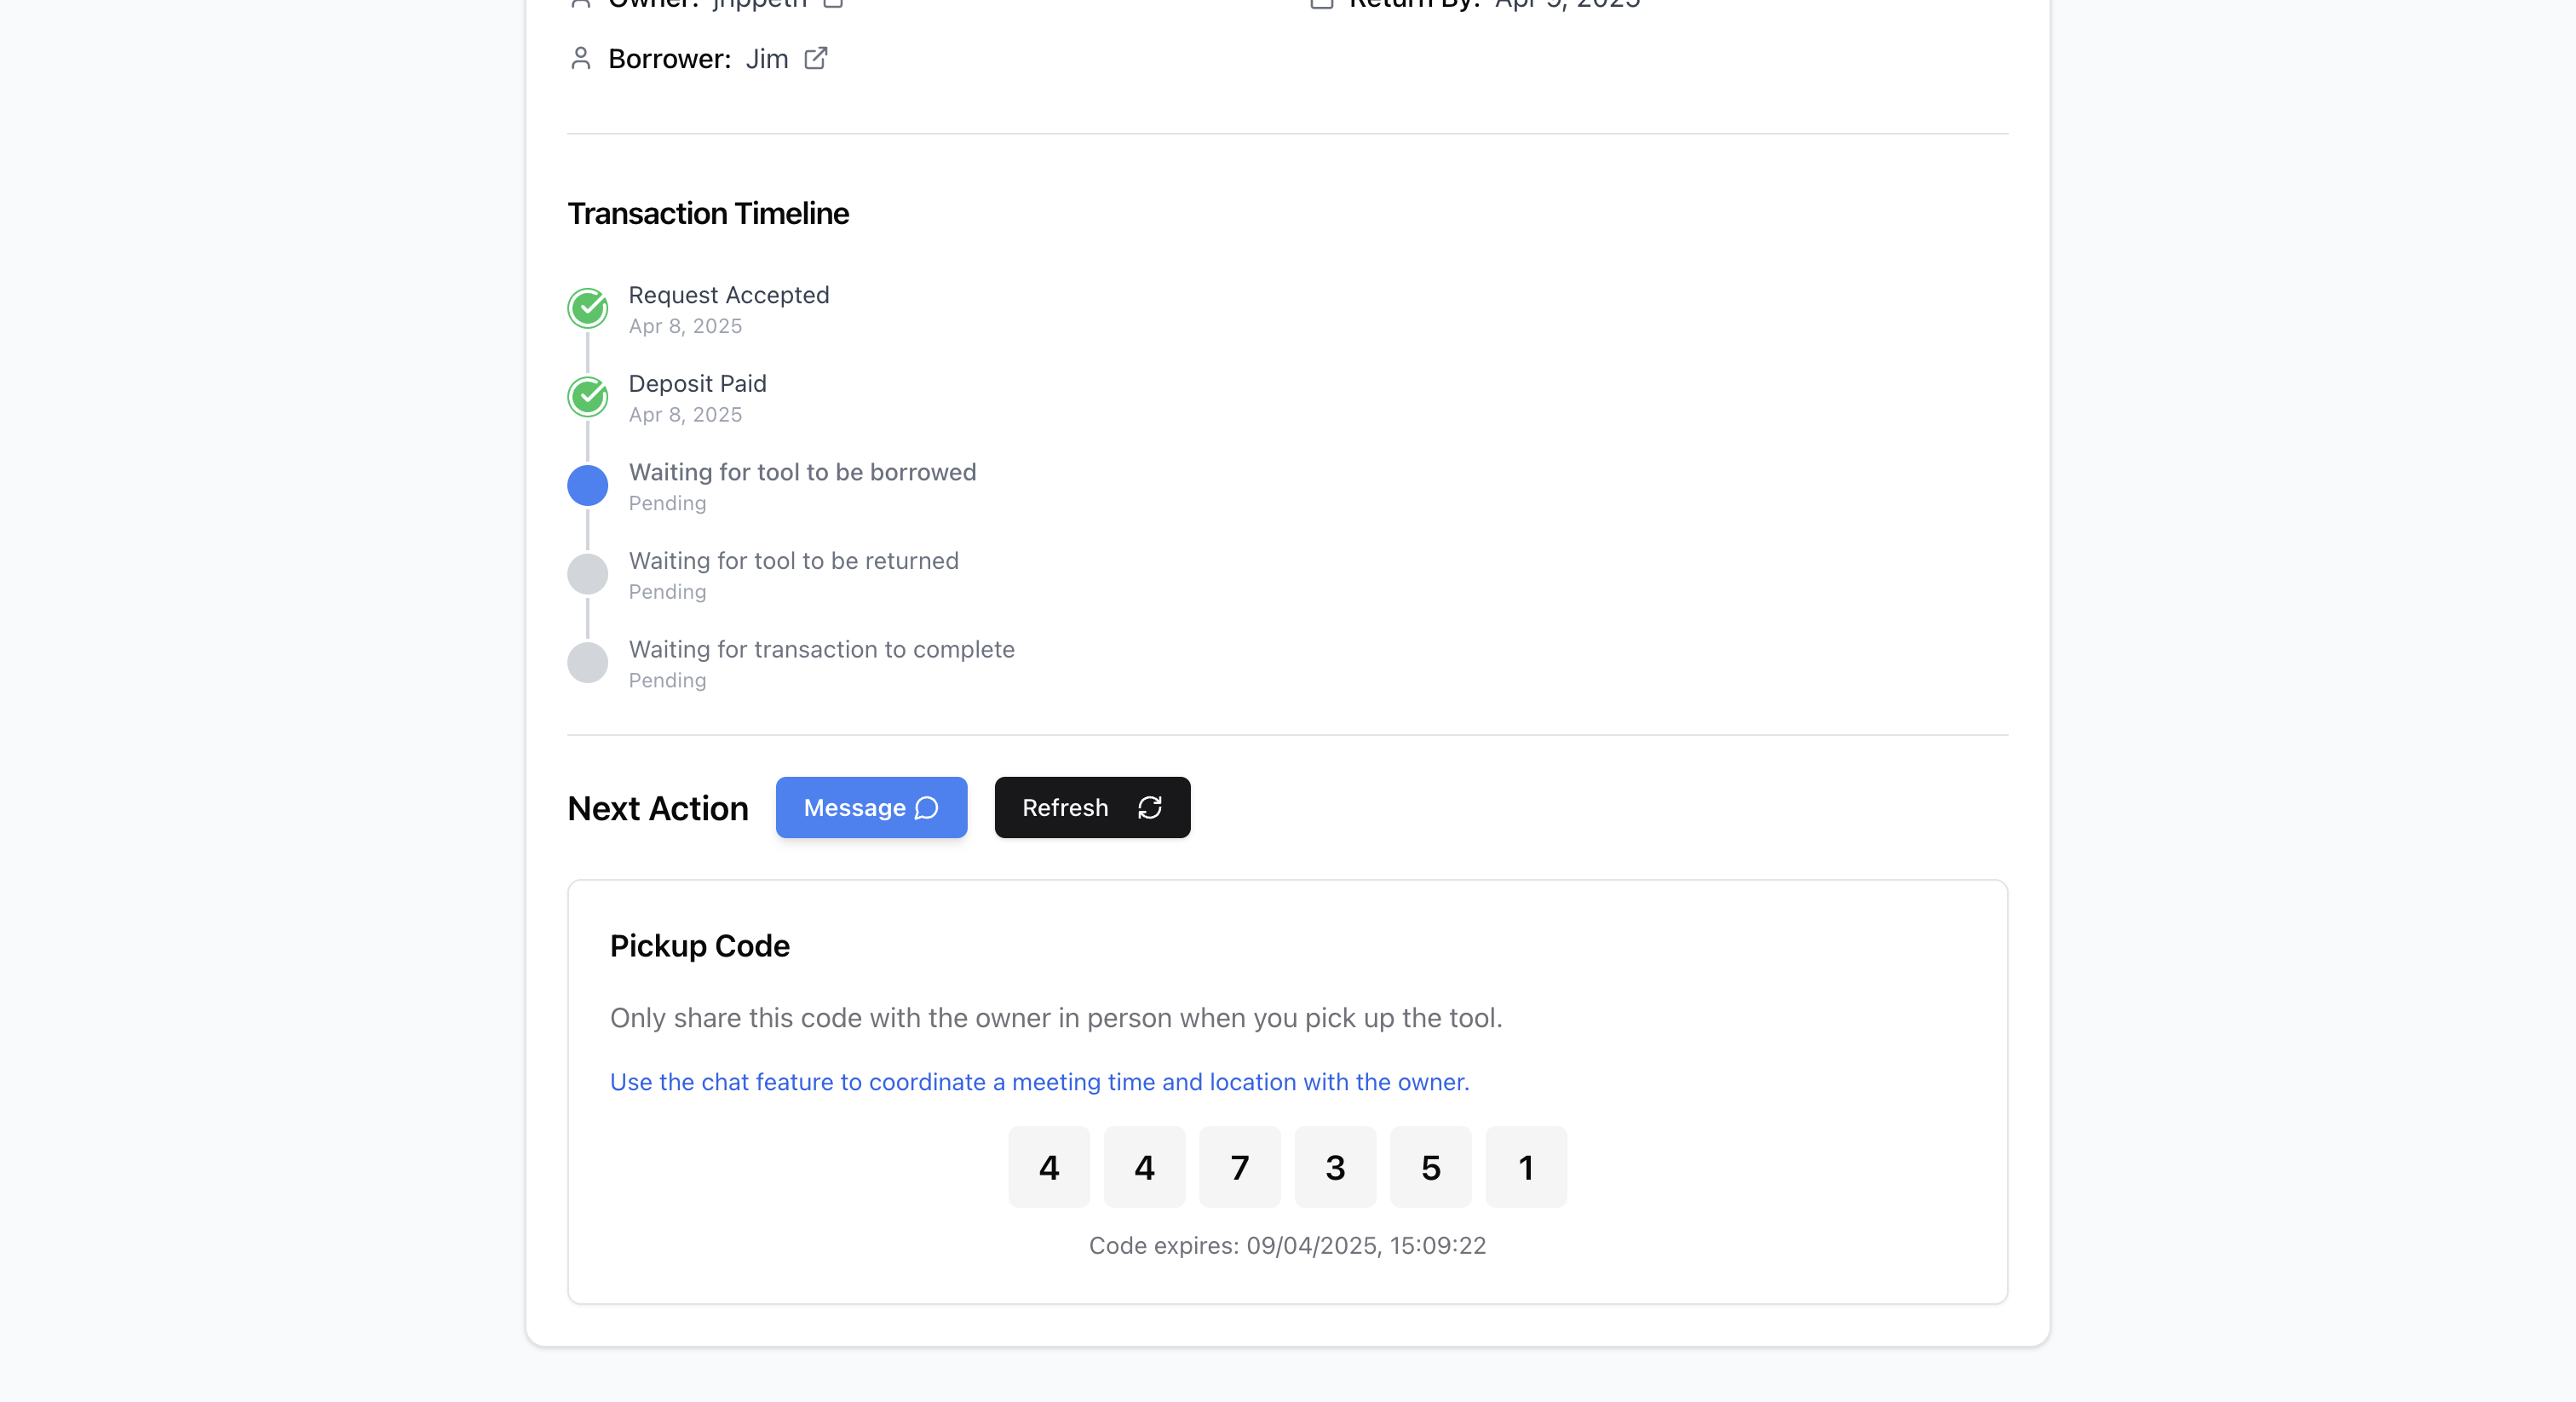 Owner:
Return By: Apr 9, 2025
Borrower: Jim
Transaction Timeline
Request Accepted
Apr 8, 2025
Deposit Paid
Apr 8, 2025
Waiting for tool to be borrowed
Pending
Waiting for tool to be returned
Pending
Waiting for transaction to complete
Pending
Next Action
Message
Refresh
Pickup Code
Only share this code with the owner in person when you pick up the tool.
Use the chat feature to coordinate a meeting time and location with the owner.
4 4 7 3 5 1
Code expires: 09/04/2025, 15:09:22